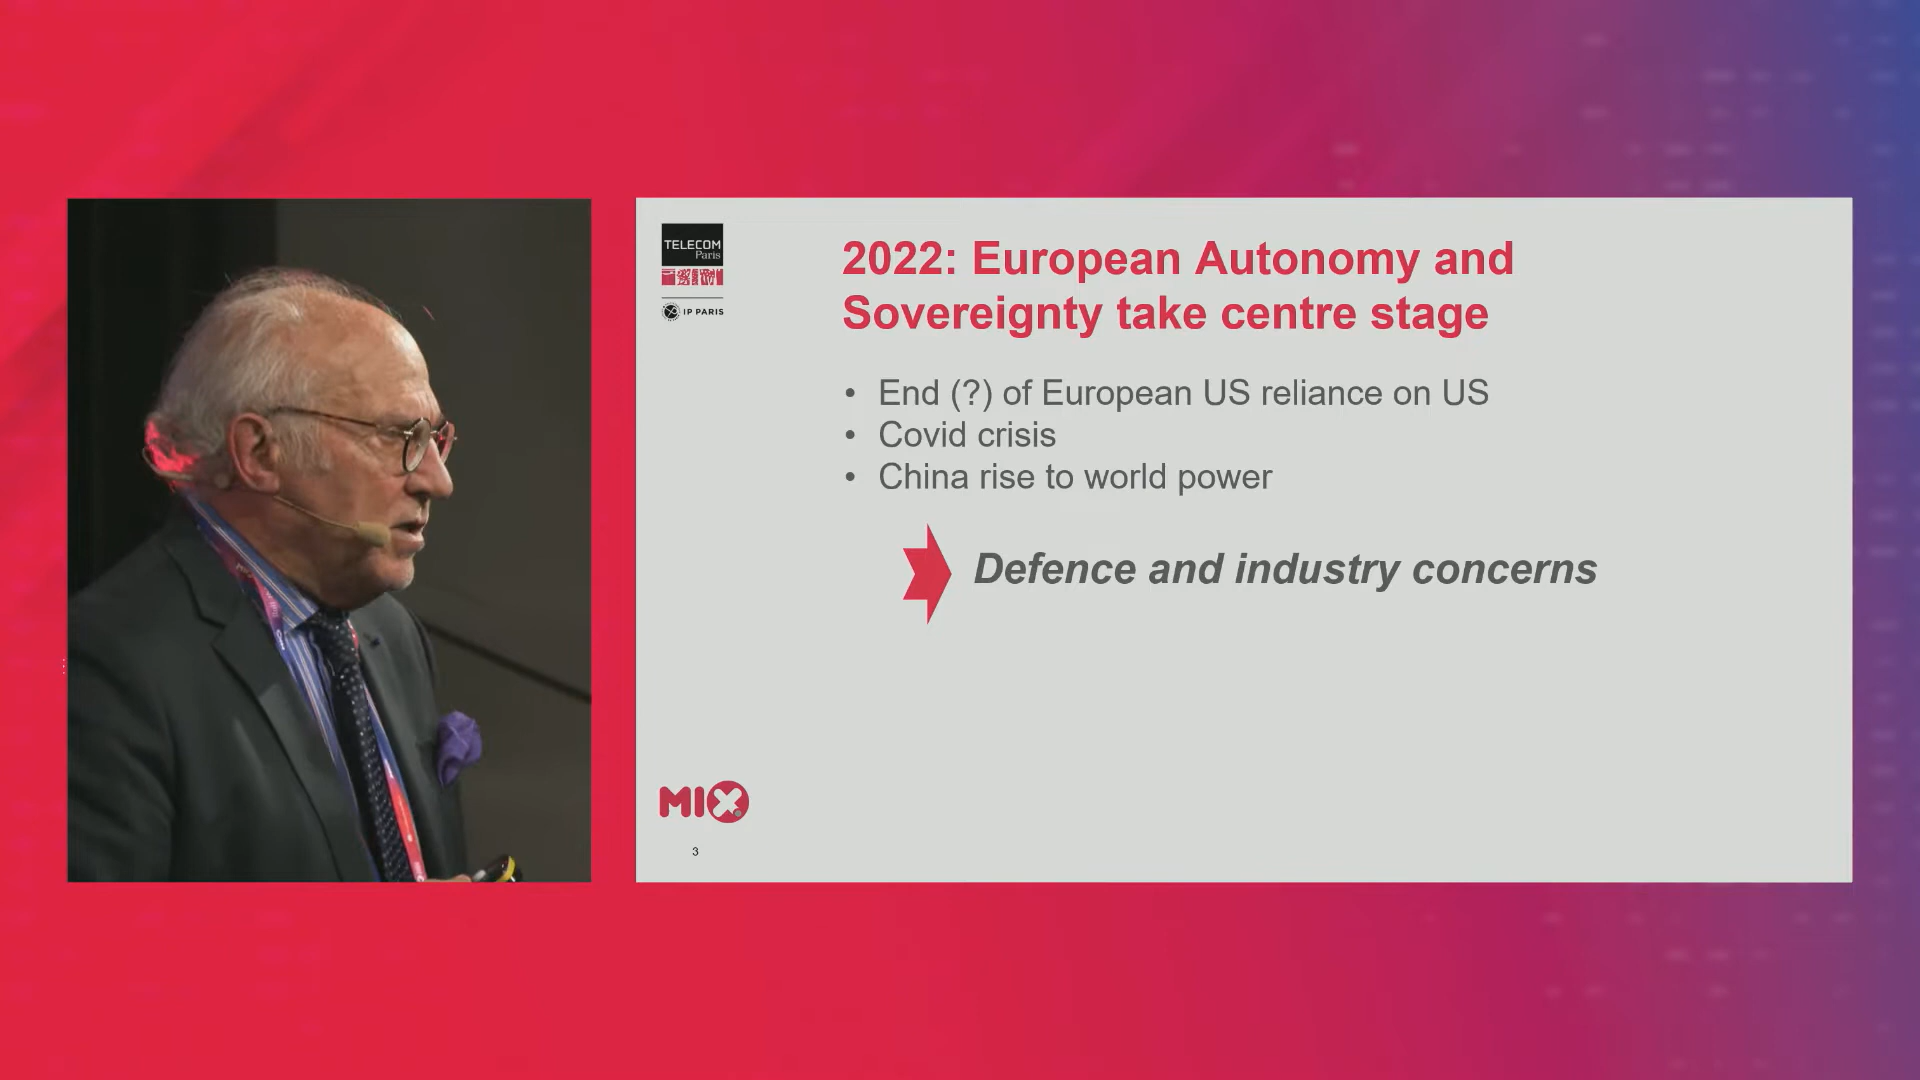 TELECOM
Paris
IP PARIS
2022: European Autonomy and
Sovereignty take centre stage
• End (?) of European US reliance on US
• Covid crisis
• China rise to world power
Defence and industry concerns
MIX
3